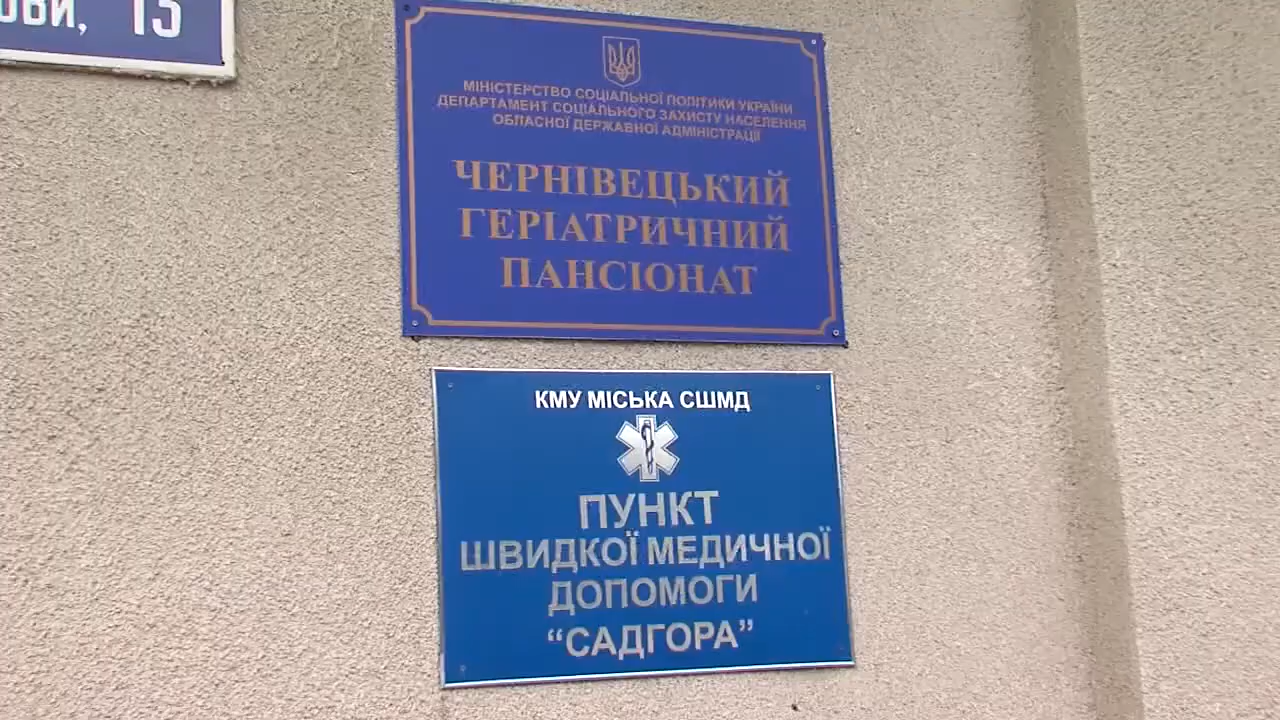 13
МІНІСТЕРСТВО СОЦІАЛЬНОЇ ПОЛІТИКИ УКРАЇНИ
ДЕПАРТАМЕНТ СОЦІАЛЬНОГО ЗАХИСТУ НАСЕЛЕННЯ
ОБЛАСНОЇ ДЕРЖАВНОЇ АДМІНІСТРАЦІЇ
ЧЕРНІВЕЦЬКИЙ
ГЕРІАТРИЧНИЙ
ПАНСІОНАТ
КМУ МІСЬКА СШМД
ПУНКТ
ШВИДКОЇ МЕДИЧНОЇ
ДОПОМОГИ
“САДГОРА”